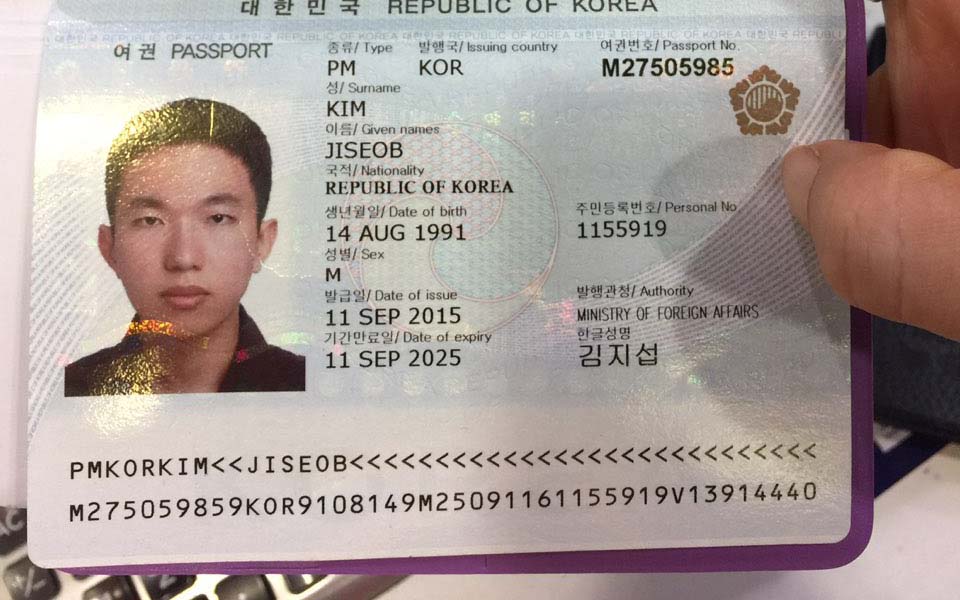 대한민국 REPUBLIC OF KOREA
여권 PASSPORT
종류/ Type 발행국/ Issuing country 여권번호/ Passport No.
PM KOR M27505985
성/ Surname
KIM
이름/ Given names
JISEOB
국적/ Nationality
REPUBLIC OF KOREA
생년월일/ Date of birth 주민등록번호/ Personal No.
14 AUG 1991 1155919
성별/ Sex
M
발급일/ Date of issue 발행관청/ Authority
11 SEP 2015 MINISTRY OF FOREIGN AFFAIRS
기간만료일/ Date of expiry 한글성명
11 SEP 2025 김지섭
PMKORKIM<<JISEOB<<<<<<<<<<<<<<<<<<<<<<<<<<<<
M275059859KOR9108149M25091161155919V13914440
AC